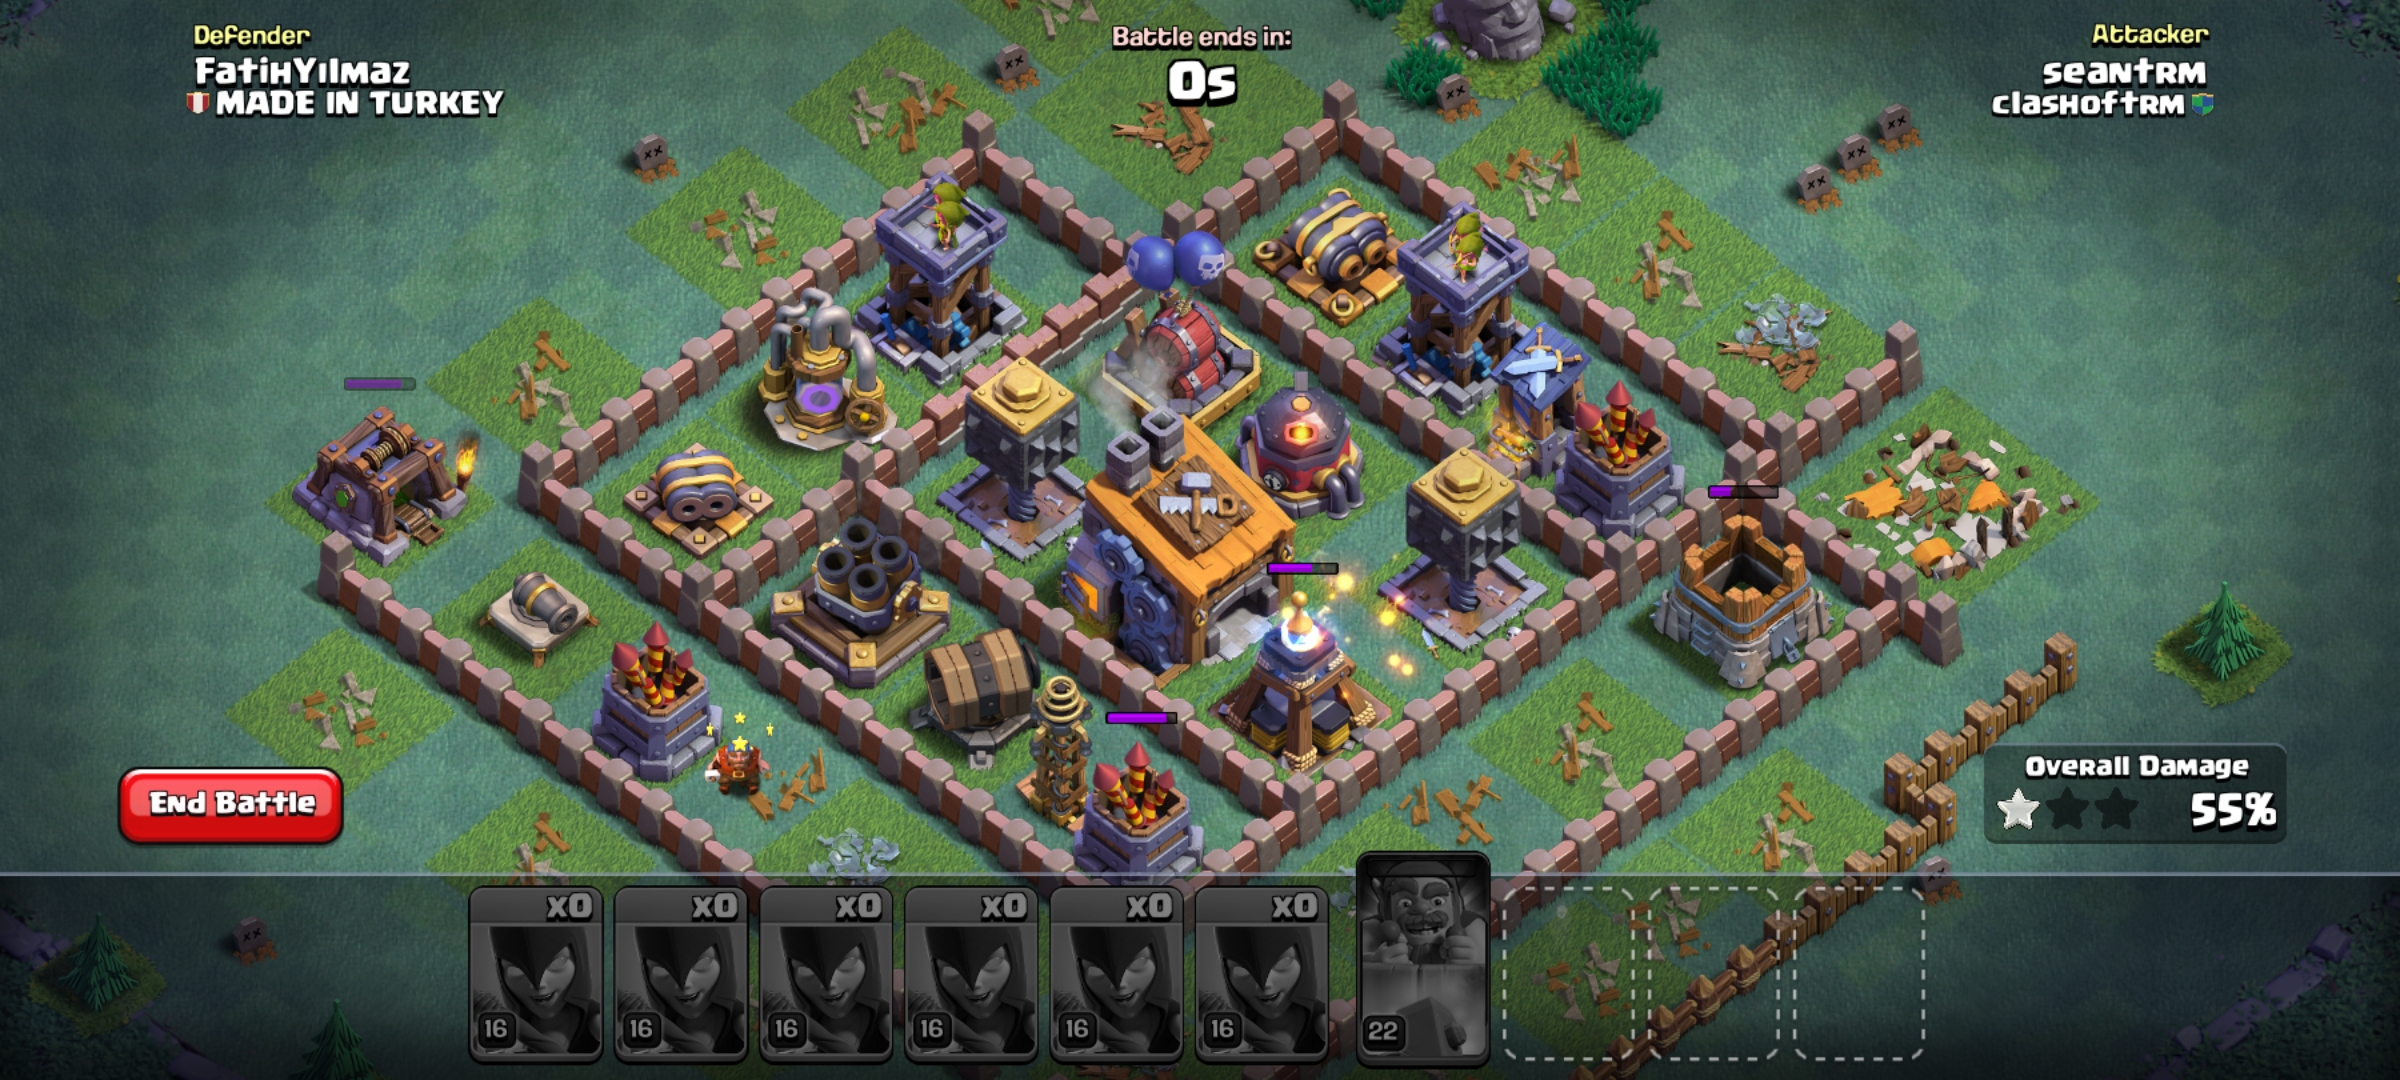 Defender
FatihYılmaz
MADE IN TURKEY
Battle ends in:
0s
Attacker
seantRM
clashoftRM
End Battle
Overall Damage
55%
x0
x0
x0
x0
x0
x0
16
16
16
16
16
16
22